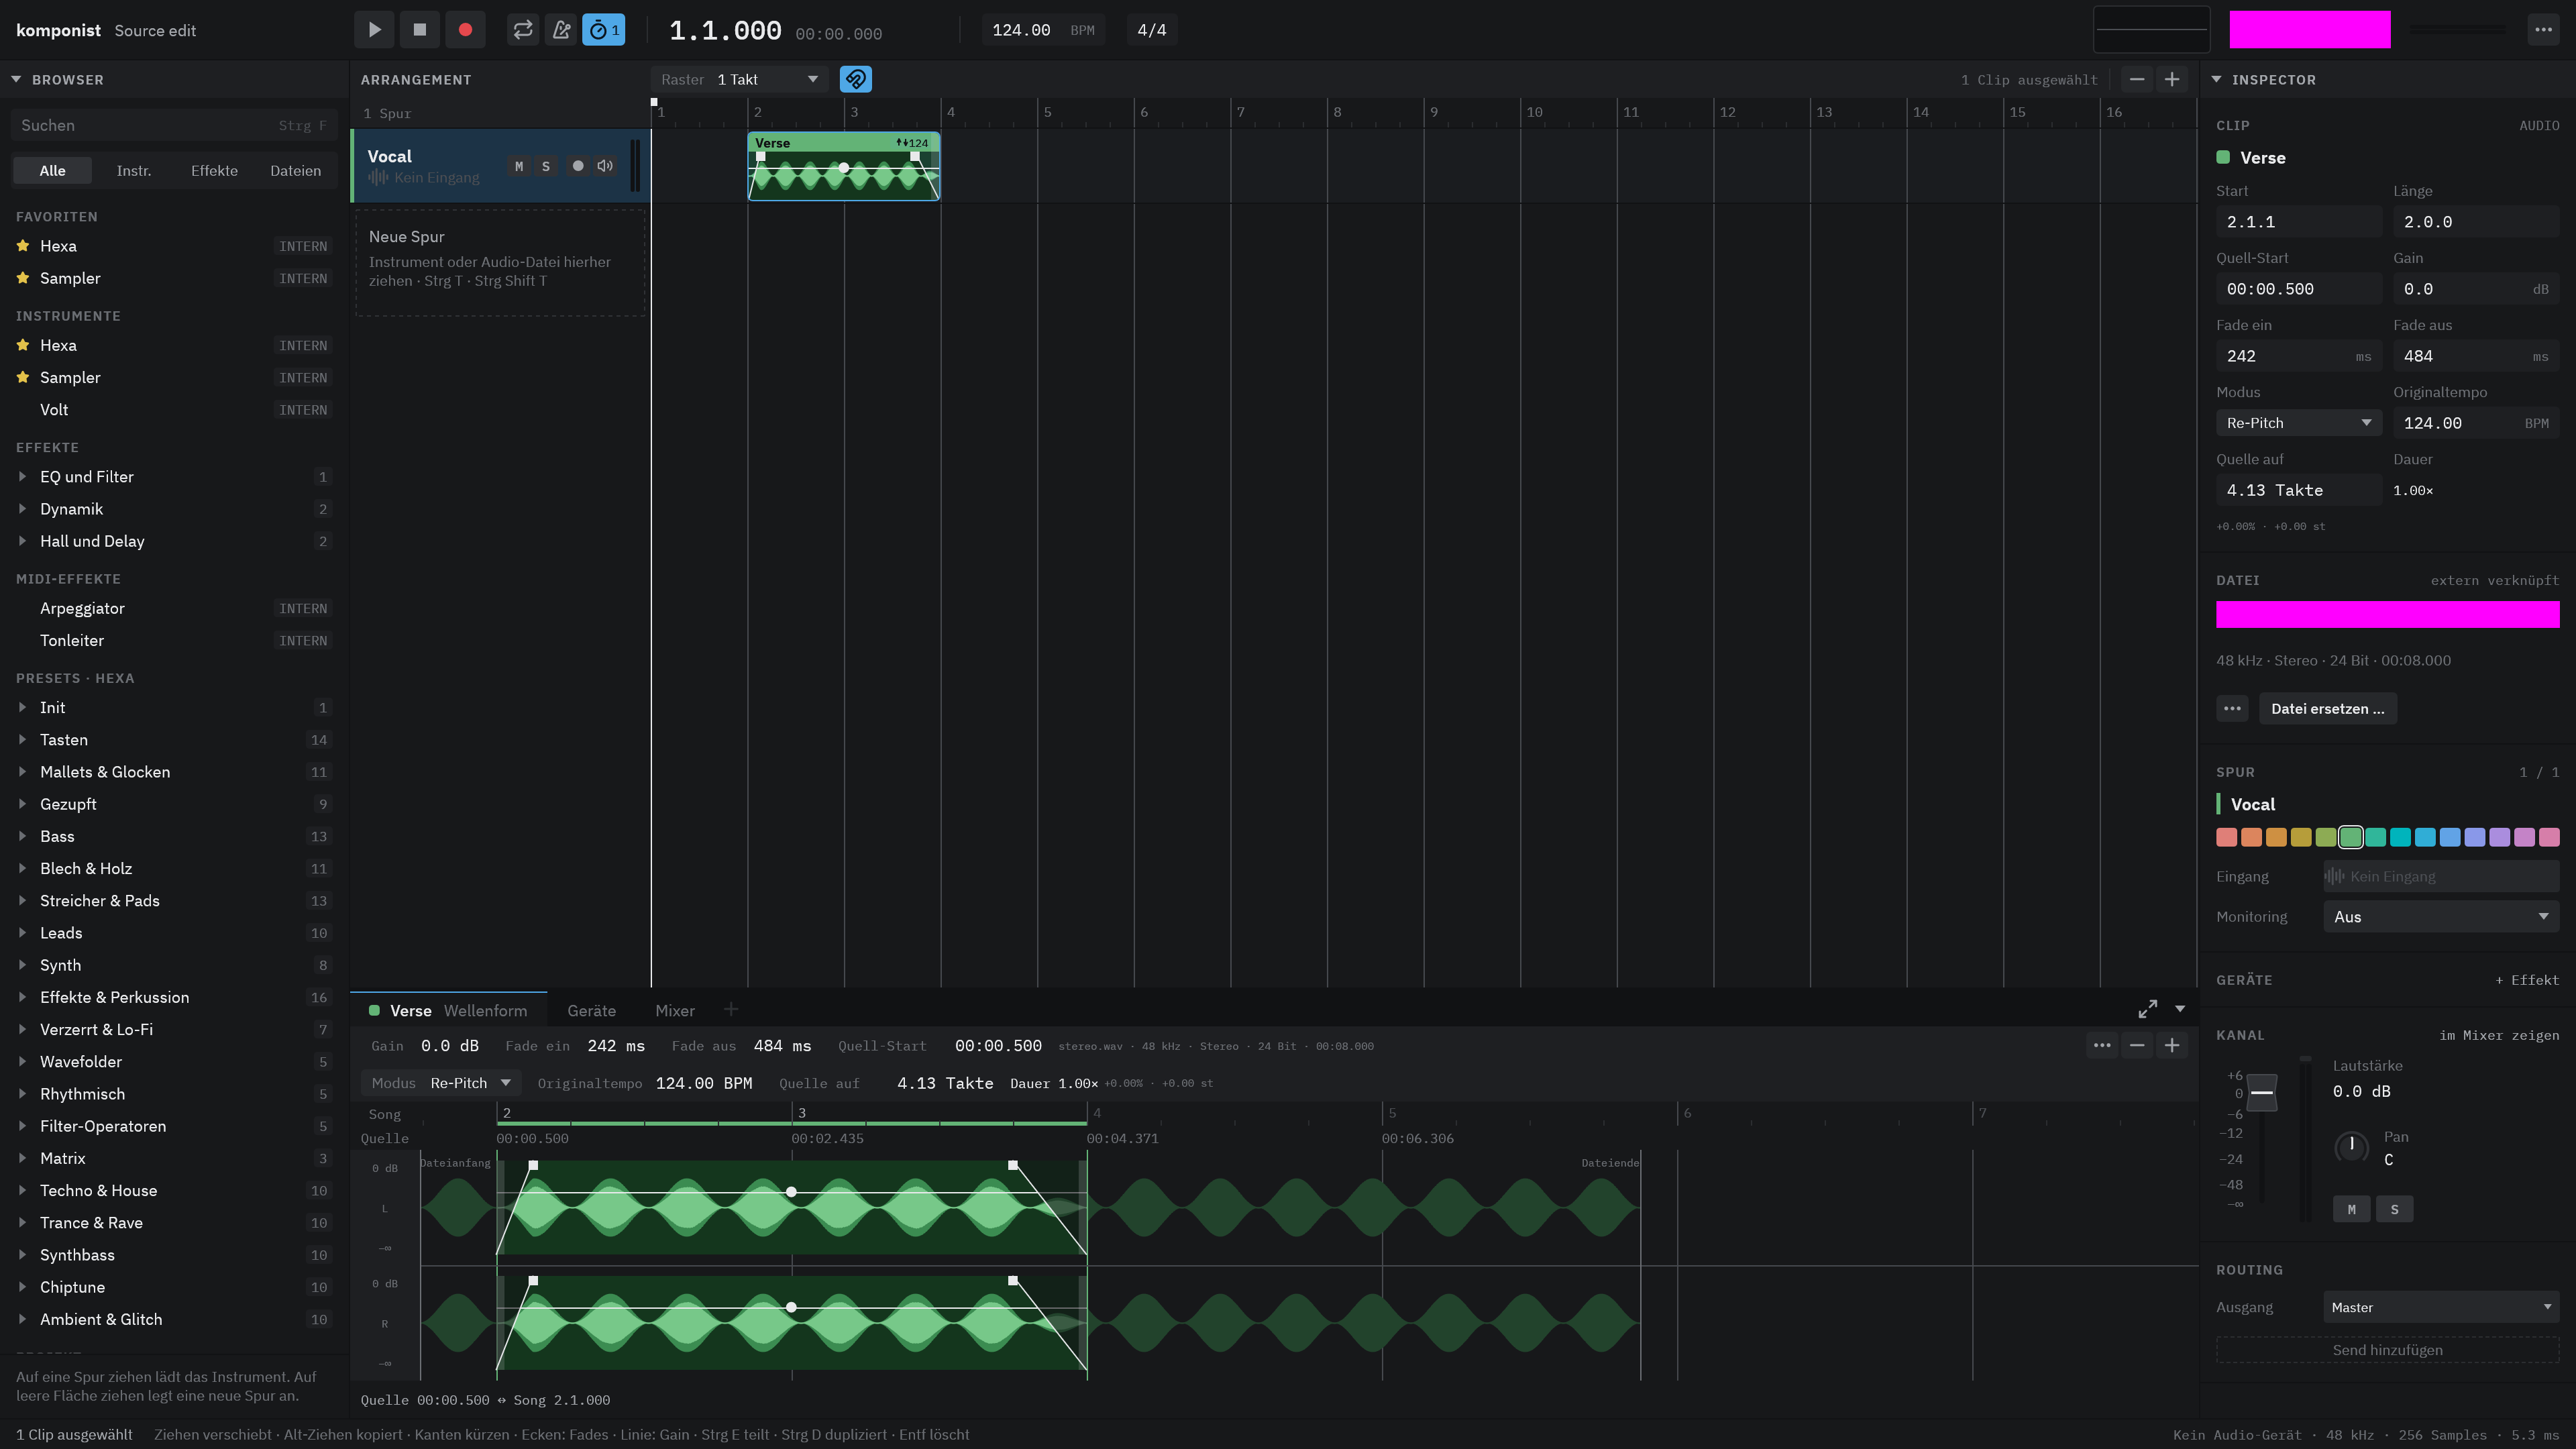 komponist Source edit
1
1.1.000 00:00.000
124.00 BPM
4/4
BROWSER
Suchen Strg F
Alle Instr. Effekte Dateien
FAVORITEN
Hexa INTERN
Sampler INTERN
INSTRUMENTE
Hexa INTERN
Sampler INTERN
Volt INTERN
EFFEKTE
EQ und Filter 1
Dynamik 2
Hall und Delay 2
MIDI-EFFEKTE
Arpeggiator INTERN
Tonleiter INTERN
PRESETS · HEXA
Init 1
Tasten 14
Mallets & Glocken 11
Gezupft 9
Bass 13
Blech & Holz 11
Streicher & Pads 13
Leads 10
Synth 8
Effekte & Perkussion 16
Verzerrt & Lo-Fi 7
Wavefolder 5
Rhythmisch 5
Filter-Operatoren 5
Matrix 3
Techno & House 10
Trance & Rave 10
Synthbass 10
Chiptune 10
Ambient & Glitch 10
Auf eine Spur ziehen lädt das Instrument. Auf
leere Fläche ziehen legt eine neue Spur an.
ARRANGEMENT
Raster 1 Takt
1 Clip ausgewählt
1 Spur
1 2 3 4 5 6 7 8 9 10 11 12 13 14 15 16
Vocal
Kein Eingang
M S
Verse 124
Neue Spur
Instrument oder Audio-Datei hierher
ziehen · Strg T · Strg Shift T
Verse Wellenform Geräte Mixer
Gain 0.0 dB Fade ein 242 ms Fade aus 484 ms Quell-Start 00:00.500 stereo.wav · 48 kHz · Stereo · 24 Bit · 00:08.000
Modus Re-Pitch Originaltempo 124.00 BPM Quelle auf 4.13 Takte Dauer 1.00× +0.00% · +0.00 st
Song 2 3 4 5 6 7
Quelle 00:00.500 00:02.435 00:04.371 00:06.306
Dateianfang Dateiende
0 dB
L
−∞
0 dB
R
−∞
Quelle 00:00.500 ↔ Song 2.1.000
INSPECTOR
CLIP AUDIO
Verse
Start Länge
2.1.1 2.0.0
Quell-Start Gain
00:00.500 0.0 dB
Fade ein Fade aus
242 ms 484 ms
Modus Originaltempo
Re-Pitch 124.00 BPM
Quelle auf Dauer
4.13 Takte 1.00×
+0.00% · +0.00 st
DATEI extern verknüpft
48 kHz · Stereo · 24 Bit · 00:08.000
Datei ersetzen ...
SPUR 1 / 1
Vocal
Eingang Kein Eingang
Monitoring Aus
GERÄTE + Effekt
KANAL im Mixer zeigen
+6
0
−6
−12
−24
−48
−∞
Lautstärke
0.0 dB
Pan
C
M S
ROUTING
Ausgang Master
Send hinzufügen
1 Clip ausgewählt Ziehen verschiebt · Alt-Ziehen kopiert · Kanten kürzen · Ecken: Fades · Linie: Gain · Strg E teilt · Strg D dupliziert · Entf löscht
Kein Audio-Gerät · 48 kHz · 256 Samples · 5.3 ms